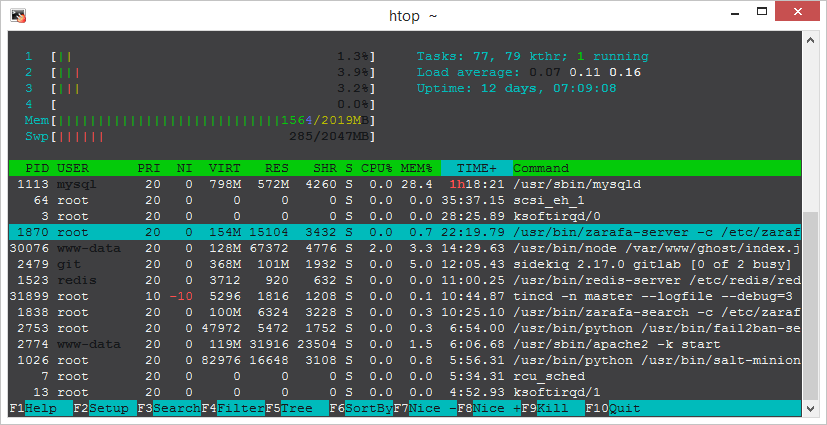 htop ~
1 [|| 1.3%] Tasks: 77, 79 kthr; 1 running
2 [||| 3.9%] Load average: 0.07 0.11 0.16
3 [||| 3.2%] Uptime: 12 days, 07:09:08
4 [ 0.0%]
Mem[|||||||||||||||||||||||||||||1564/2019MB]
Swp[|||||| 285/2047MB]
PID USER PRI NI VIRT RES SHR S CPU% MEM% TIME+ Command
1113 mysql 20 0 798M 572M 4260 S 0.0 28.4 1h18:21 /usr/sbin/mysqld
64 root 20 0 0 0 0 S 0.0 0.0 35:37.15 scsi_eh_1
3 root 20 0 0 0 0 S 0.0 0.0 28:25.89 ksoftirqd/0
1870 root 20 0 154M 15104 3432 S 0.0 0.7 22:19.79 /usr/bin/zarafa-server -c /etc/zaraf
30076 www-data 20 0 128M 67372 4776 S 2.0 3.3 14:29.63 /usr/bin/node /var/www/ghost/index.j
2479 git 20 0 368M 101M 1932 S 0.0 5.0 12:05.43 sidekiq 2.17.0 gitlab [0 of 2 busy]
1523 redis 20 0 3712 920 632 S 0.0 0.0 11:00.25 /usr/bin/redis-server /etc/redis/red
31899 root 10 -10 5296 1816 1208 S 0.0 0.1 10:44.87 tincd -n master --logfile --debug=3
1838 root 20 0 100M 6324 3228 S 0.0 0.3 10:25.10 /usr/bin/zarafa-search -c /etc/zaraf
2753 root 20 0 47972 5472 1752 S 0.0 0.3 6:54.00 /usr/bin/python /usr/bin/fail2ban-se
2774 www-data 20 0 119M 31916 23504 S 0.0 1.5 6:06.68 /usr/sbin/apache2 -k start
1026 root 20 0 82976 16648 3108 S 0.0 0.8 5:56.31 /usr/bin/python /usr/bin/salt-minion
7 root 20 0 0 0 0 S 0.0 0.0 5:34.31 rcu_sched
13 root 20 0 0 0 0 S 0.0 0.0 4:52.93 ksoftirqd/1
F1Help F2Setup F3SearchF4FilterF5Tree F6SortByF7Nice -F8Nice +F9Kill F10Quit